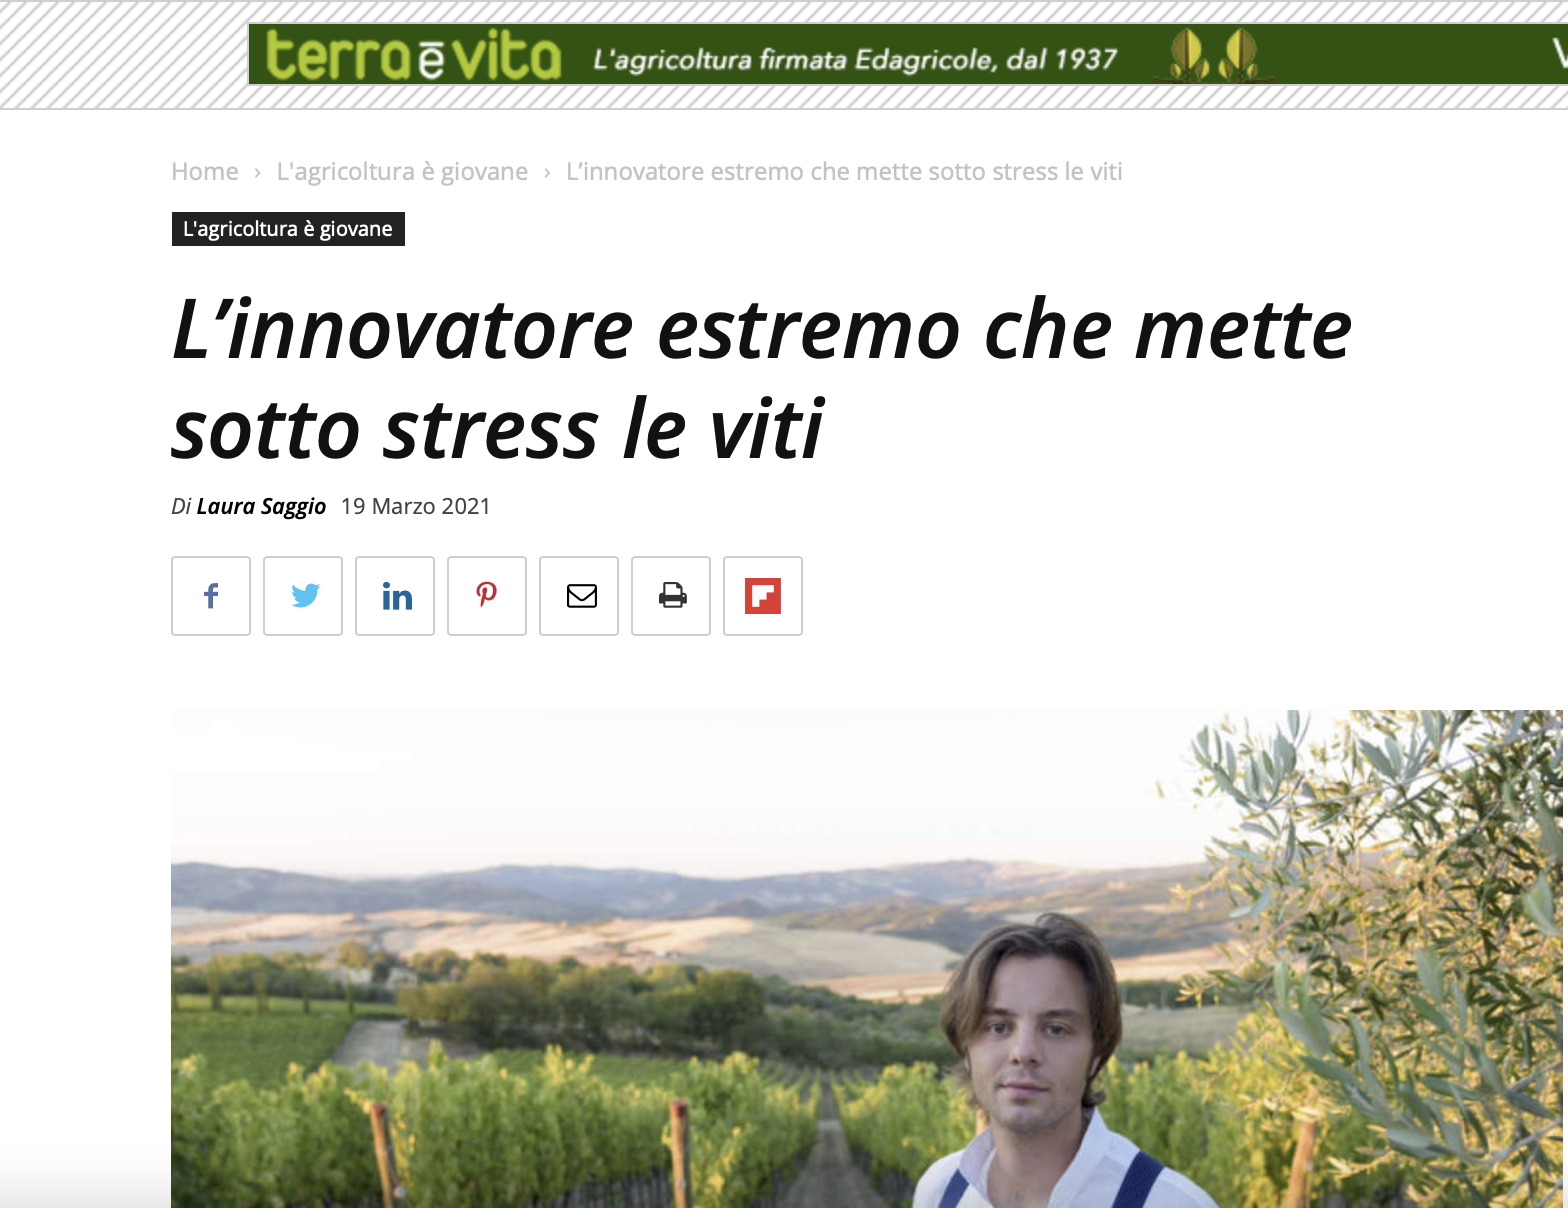 terra è vita L'agricoltura firmata Edagricole, dal 1937
Home › L'agricoltura è giovane › L’innovatore estremo che mette sotto stress le viti
L'agricoltura è giovane
L’innovatore estremo che mette
sotto stress le viti
Di Laura Saggio 19 Marzo 2021